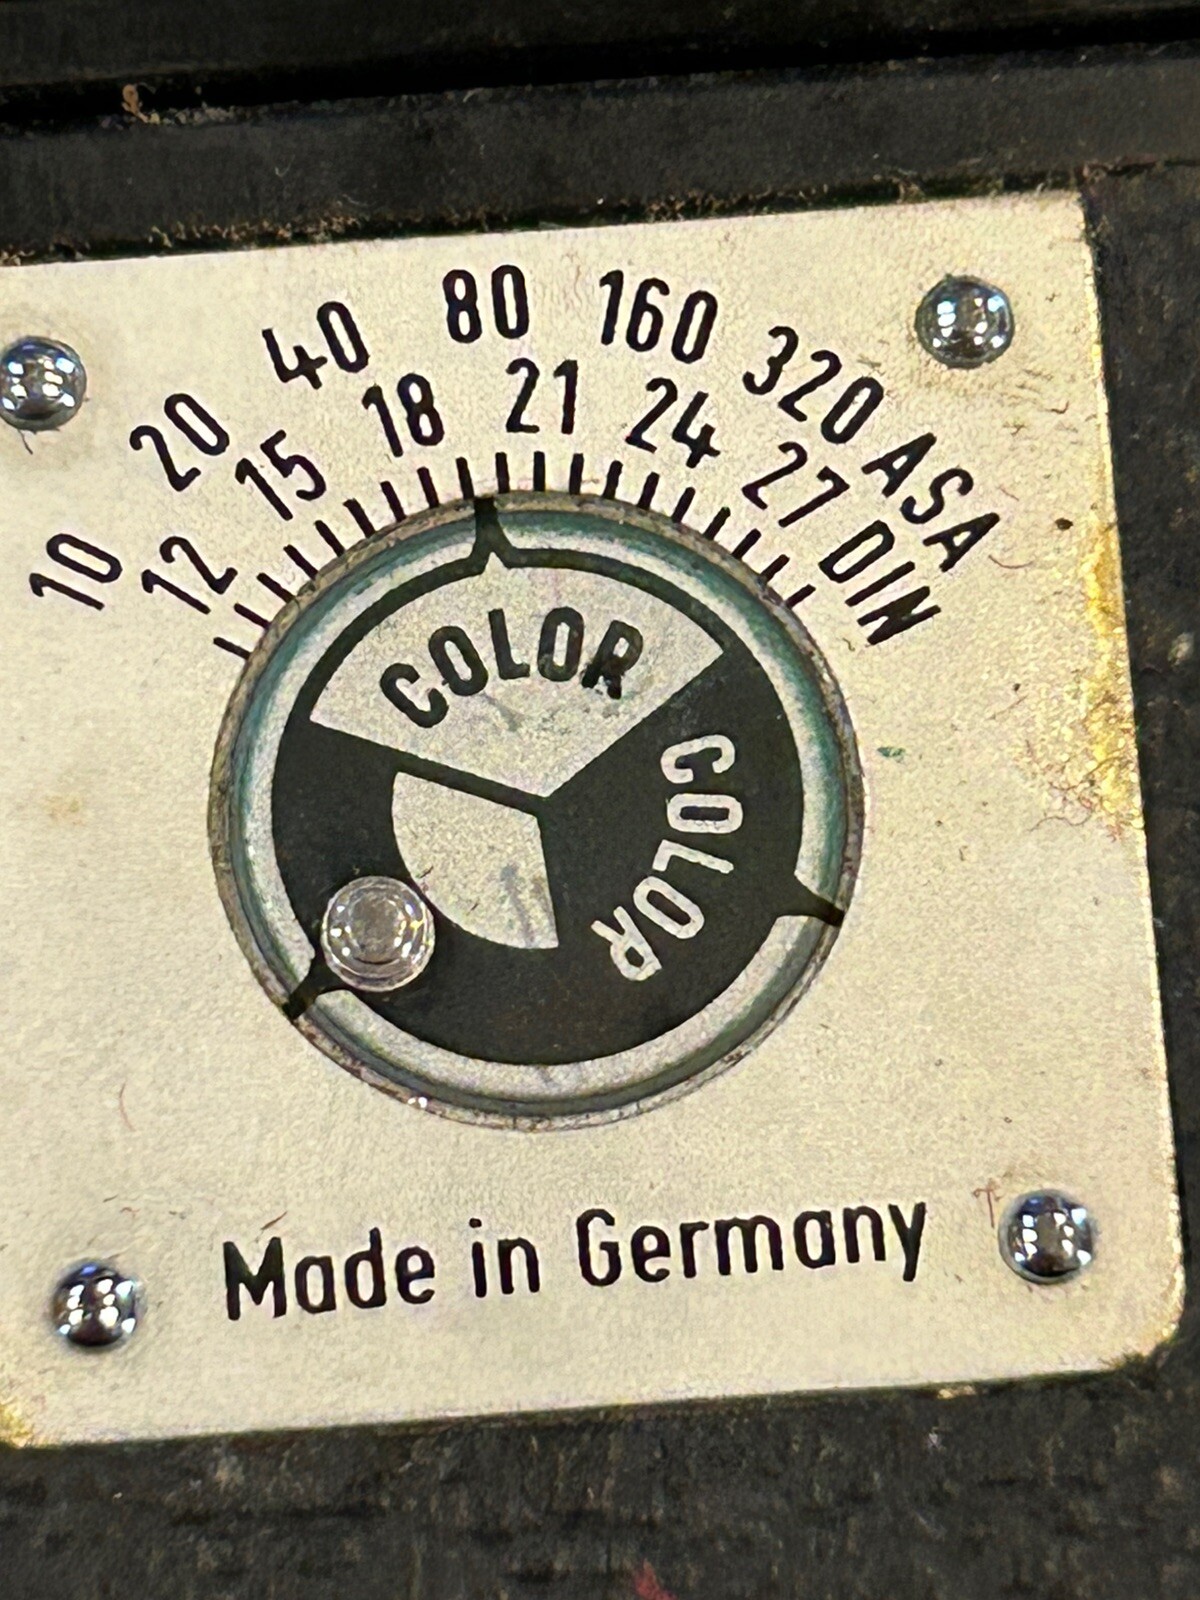 10 20 40 80 160 320 ASA
12 15 18 21 24 27 DIN
COLOR
COLOR
Made in Germany